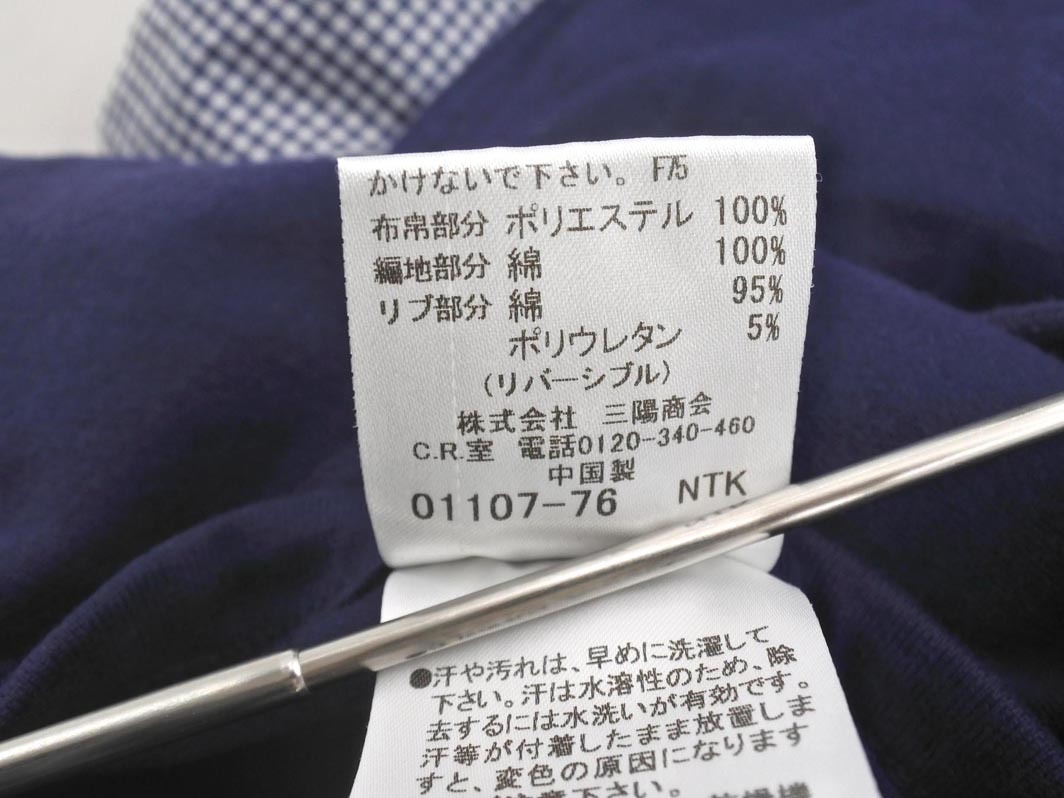 かけないで下さい。 F75
布帛部分 ポリエステル 100%
編地部分 綿 100%
リブ部分 綿 95%
ポリウレタン 5%
(リバーシブル)
株式会社 三陽商会
C.R.室 電話0120-340-460
中国製
01107-76 NTK
●汗や汚れは、早めに洗濯して
下さい。汗は水溶性のため、除
去するには水洗いが有効です。
汗等が付着したまま放置しま
すと、変色の原因になります
下さい。